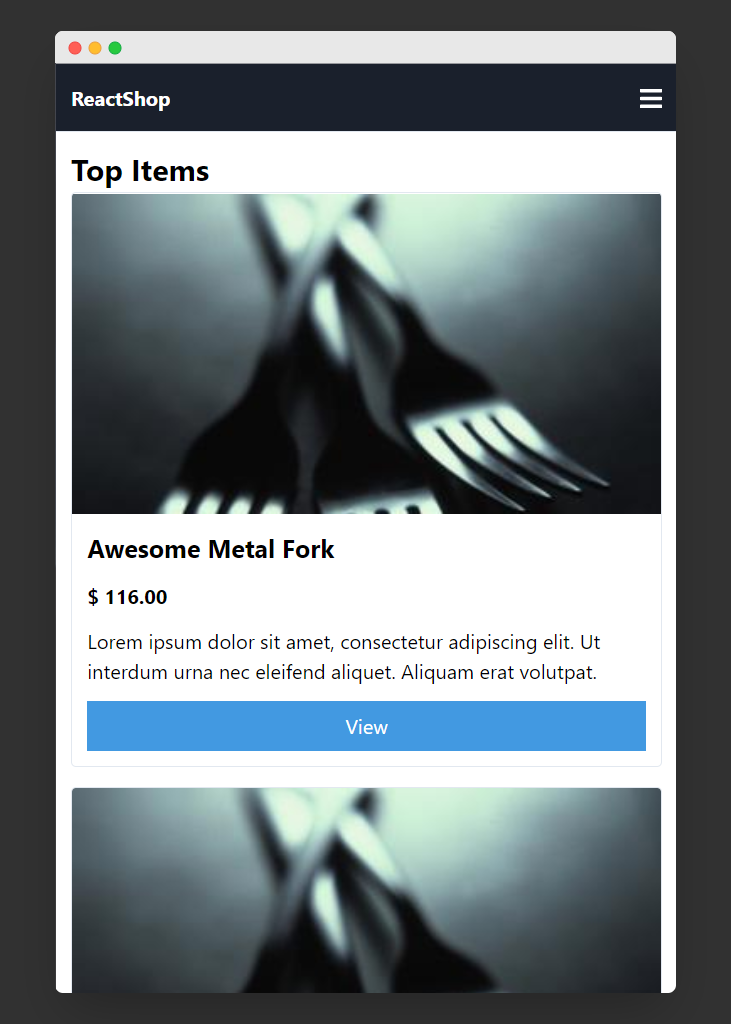 ReactShop
Top Items
Awesome Metal Fork
$ 116.00
Lorem ipsum dolor sit amet, consectetur adipiscing elit. Ut
interdum urna nec eleifend aliquet. Aliquam erat volutpat.
View